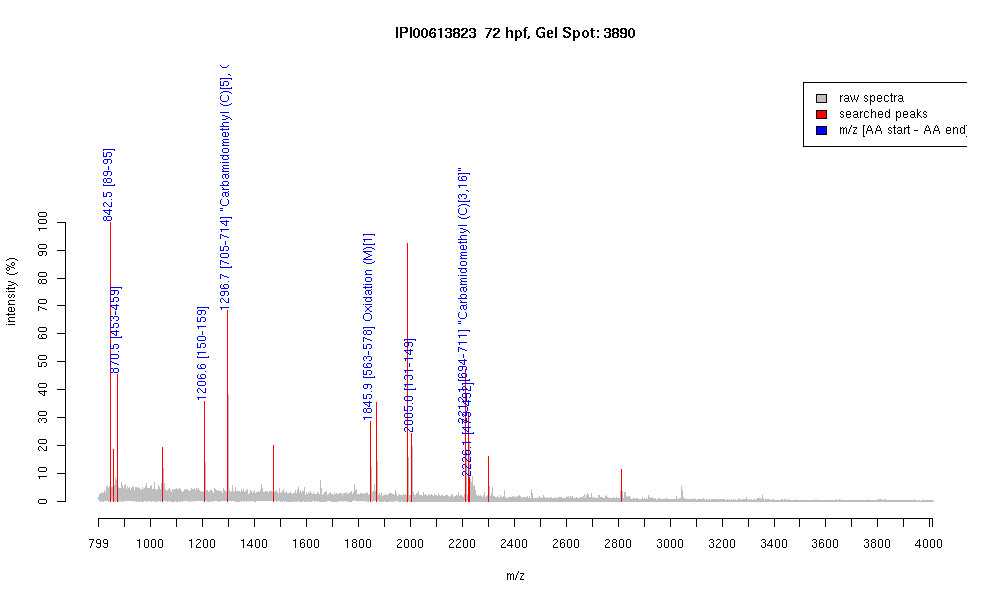 IPI00613823 72 hpf, Gel Spot: 3890
raw spectra
searched peaks
m/z [AA start - AA end]
842.5 [89-95]
870.5 [453-459]
1206.6 [150-159]
1296.7 [705-714] "Carbamidomethyl (C)[5],
1845.9 [563-578] Oxidation (M)[1]
2005.0 [131-149]
2212.1 [694-711] "Carbamidomethyl (C)[3,16]"
2226.1
intensity (%)
0 10 20 30 40 50 60 70 80 90 100
799 1000 1200 1400 1600 1800 2000 2200 2400 2600 2800 3000 3200 3400 3600 3800 4000
m/z